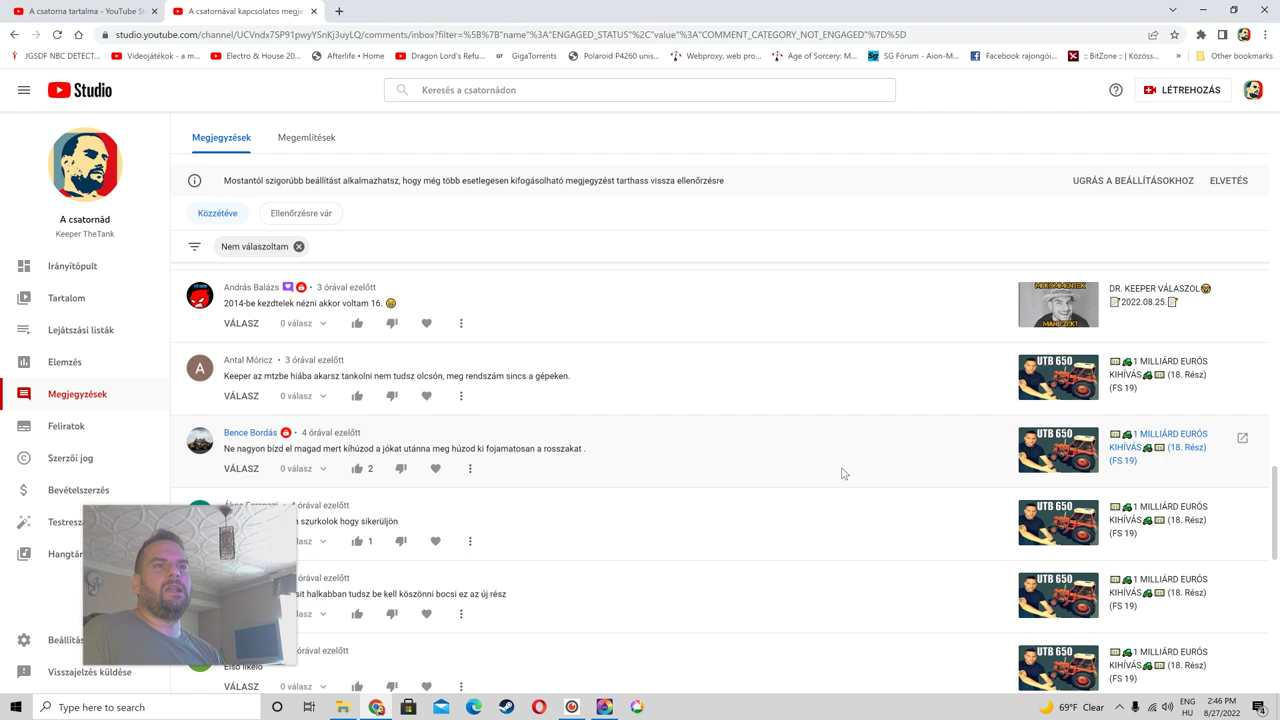 A csatorna tartalma - YouTube S
A csatornával kapcsolatos megje
studio.youtube.com/channel/UCVndx7SP91pwyYSnKj3uyLQ/comments/inbox?filter=%5B%7B"name"%3A"ENGAGED_STATUS"%2C"value"%3A"COMMENT_CATEGORY_NOT_ENGAGED"%7D%5D
JGSDF NBC DETECT...
Videojátékok - a m...
Electro & House 20...
Afterlife • Home
Dragon Lord's Refu...
GT GigaTorrents
Polaroid P4260 unis...
Webproxy, web pro...
Age of Sorcery: M...
SG Fórum - Aion-M...
Facebook rajongói...
:: BitZone :: | Közöss...
»
Other bookmarks
Studio
Keresés a csatornádon
LÉTREHOZÁS
A csatornád
Keeper TheTank
Irányítópult
Tartalom
Lejátszási listák
Elemzés
Megjegyzések
Feliratok
Szerzői jog
Bevételszerzés
Visszajelzés küldése
Megjegyzések
Megemlítések
Mostantól szigorúbb beállítást alkalmazhatsz, hogy még több esetlegesen kifogásolható megjegyzést tarthass vissza ellenőrzésre
UGRÁS A BEÁLLÍTÁSOKHOZ
ELVETÉS
Közzétéve
Ellenőrzésre vár
Nem válaszoltam
András Balázs • 3 órával ezelőtt
2014-be kezdtelek nézni akkor voltam 16.
VÁLASZ 0 válasz
MI KOMMENTEK
MAN EZEK?
DR. KEEPER VÁLASZOL
2022.08.25.
Antal Móricz • 3 órával ezelőtt
Keeper az mtzbe hiába akarsz tankolni nem tudsz olcsón, meg rendszám sincs a gépeken.
VÁLASZ 0 válasz
UTB 650
1 MILLIÁRD EURÓS
KIHÍVÁS (18. Rész)
(FS 19)
Bence Bordás • 4 órával ezelőtt
Ne nagyon bízd el magad mert kíhúzod a jókat utánna meg húzod ki fojamatosan a rosszakat .
VÁLASZ 0 válasz 2
UTB 650
1 MILLIÁRD EURÓS
KIHÍVÁS (18. Rész)
(FS 19)
szurkolok hogy sikerüljön
1
UTB 650
1 MILLIÁRD EURÓS
KIHÍVÁS (18. Rész)
(FS 19)
órával ezelőtt
halkabban tudsz be kell köszönni bocsi ez az új rész
UTB 650
1 MILLIÁRD EURÓS
KIHÍVÁS (18. Rész)
(FS 19)
órával ezelőtt
VÁLASZ 0 válasz
UTB 650
1 MILLIÁRD EURÓS
KIHÍVÁS (18. Rész)
(FS 19)
Type here to search
69°F Clear
ENG
HU
2:46 PM
8/27/2022